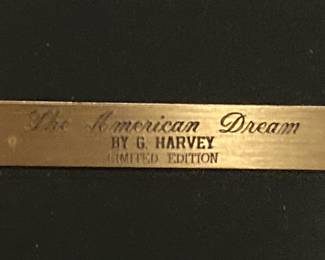 The American Dream
BY G. HARVEY
LIMITED EDITION